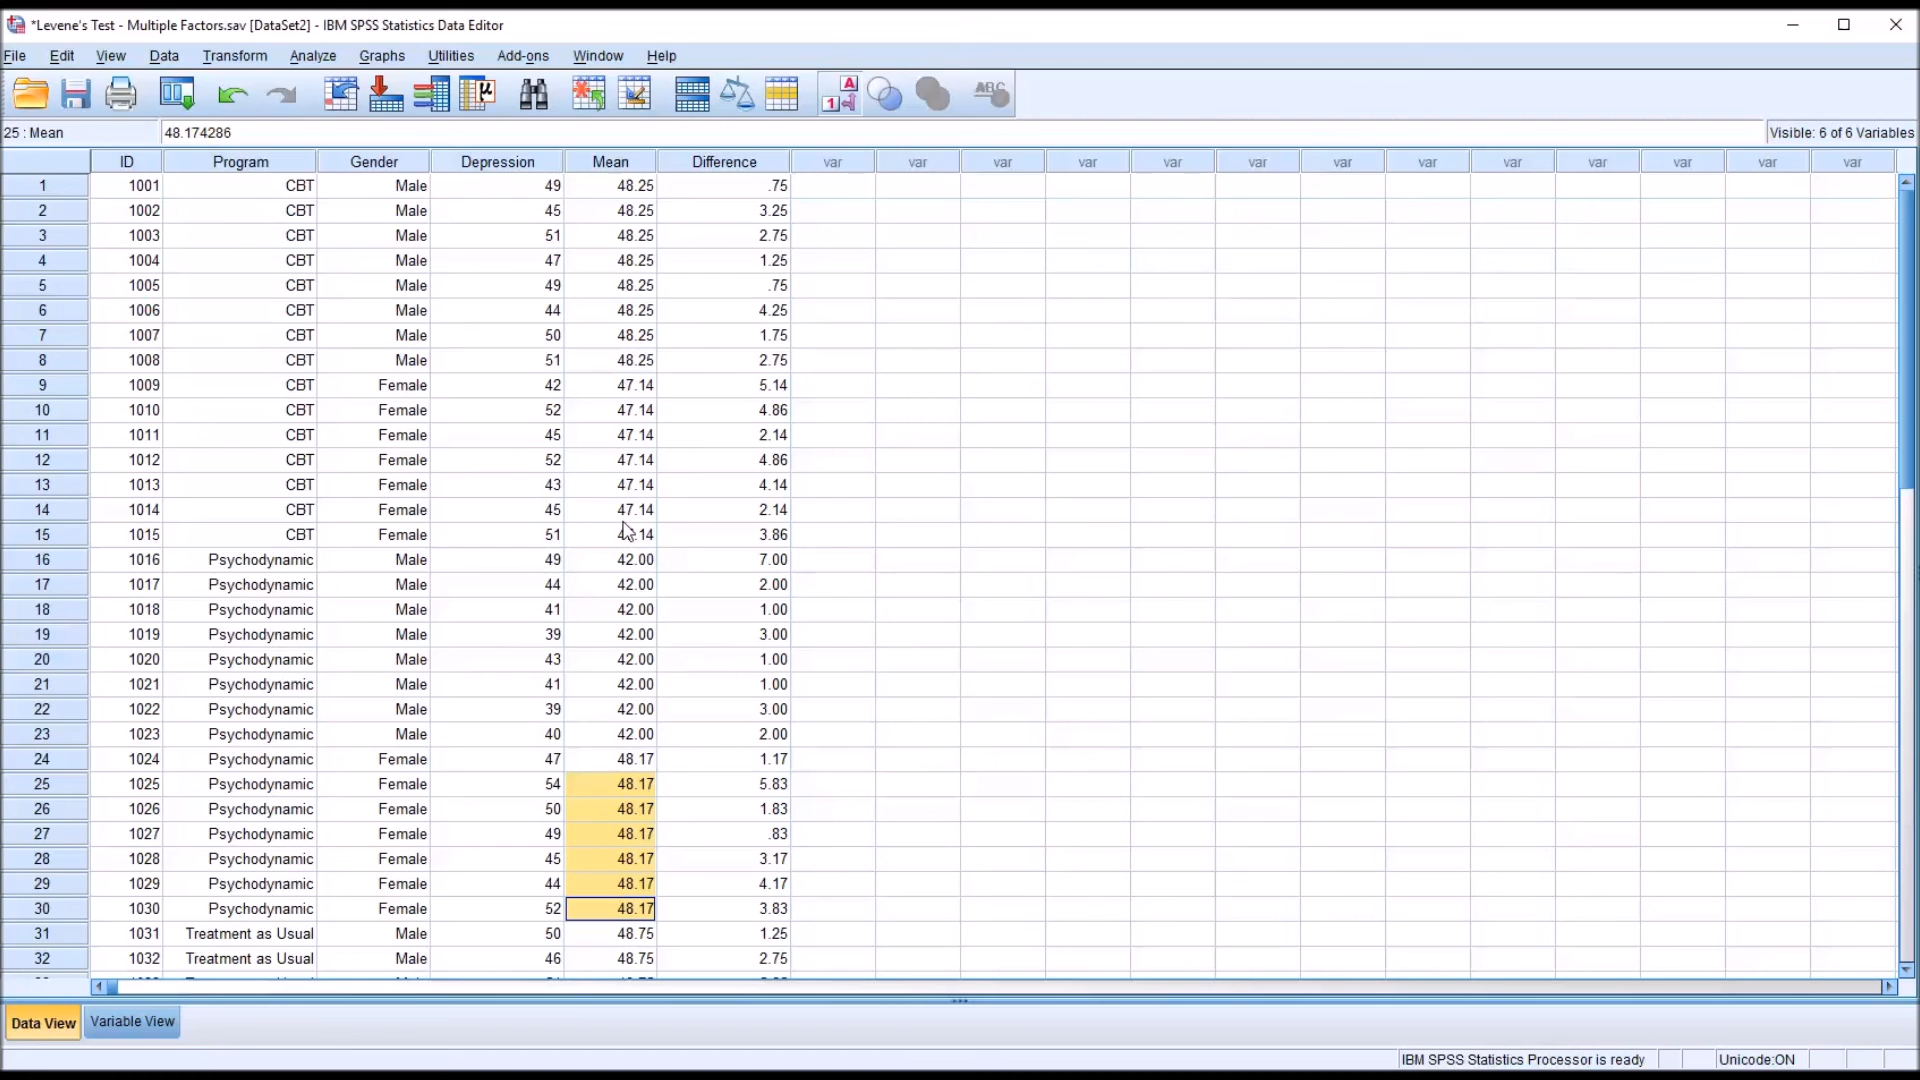 *Levene's Test - Multiple Factors.sav [DataSet2] - IBM SPSS Statistics Data Editor
File Edit View Data Transform Analyze Graphs Utilities Add-ons Window Help
25 : Mean 48.174286 Visible: 6 of 6 Variables
ID Program Gender Depression Mean Difference var var var var var var var var var var var var var
1 1001 CBT Male 49 48.25 .75
2 1002 CBT Male 45 48.25 3.25
3 1003 CBT Male 51 48.25 2.75
4 1004 CBT Male 47 48.25 1.25
5 1005 CBT Male 49 48.25 .75
6 1006 CBT Male 44 48.25 4.25
7 1007 CBT Male 50 48.25 1.75
8 1008 CBT Male 51 48.25 2.75
9 1009 CBT Female 42 47.14 5.14
10 1010 CBT Female 52 47.14 4.86
11 1011 CBT Female 45 47.14 2.14
12 1012 CBT Female 52 47.14 4.86
13 1013 CBT Female 43 47.14 4.14
14 1014 CBT Female 45 47.14 2.14
15 1015 CBT Female 51 47.14 3.86
16 1016 Psychodynamic Male 49 42.00 7.00
17 1017 Psychodynamic Male 44 42.00 2.00
18 1018 Psychodynamic Male 41 42.00 1.00
19 1019 Psychodynamic Male 39 42.00 3.00
20 1020 Psychodynamic Male 43 42.00 1.00
21 1021 Psychodynamic Male 41 42.00 1.00
22 1022 Psychodynamic Male 39 42.00 3.00
23 1023 Psychodynamic Male 40 42.00 2.00
24 1024 Psychodynamic Female 47 48.17 1.17
25 1025 Psychodynamic Female 54 48.17 5.83
26 1026 Psychodynamic Female 50 48.17 1.83
27 1027 Psychodynamic Female 49 48.17 .83
28 1028 Psychodynamic Female 45 48.17 3.17
29 1029 Psychodynamic Female 44 48.17 4.17
30 1030 Psychodynamic Female 52 48.17 3.83
31 1031 Treatment as Usual Male 50 48.75 1.25
32 1032 Treatment as Usual Male 46 48.75 2.75
Data View Variable View
IBM SPSS Statistics Processor is ready Unicode:ON